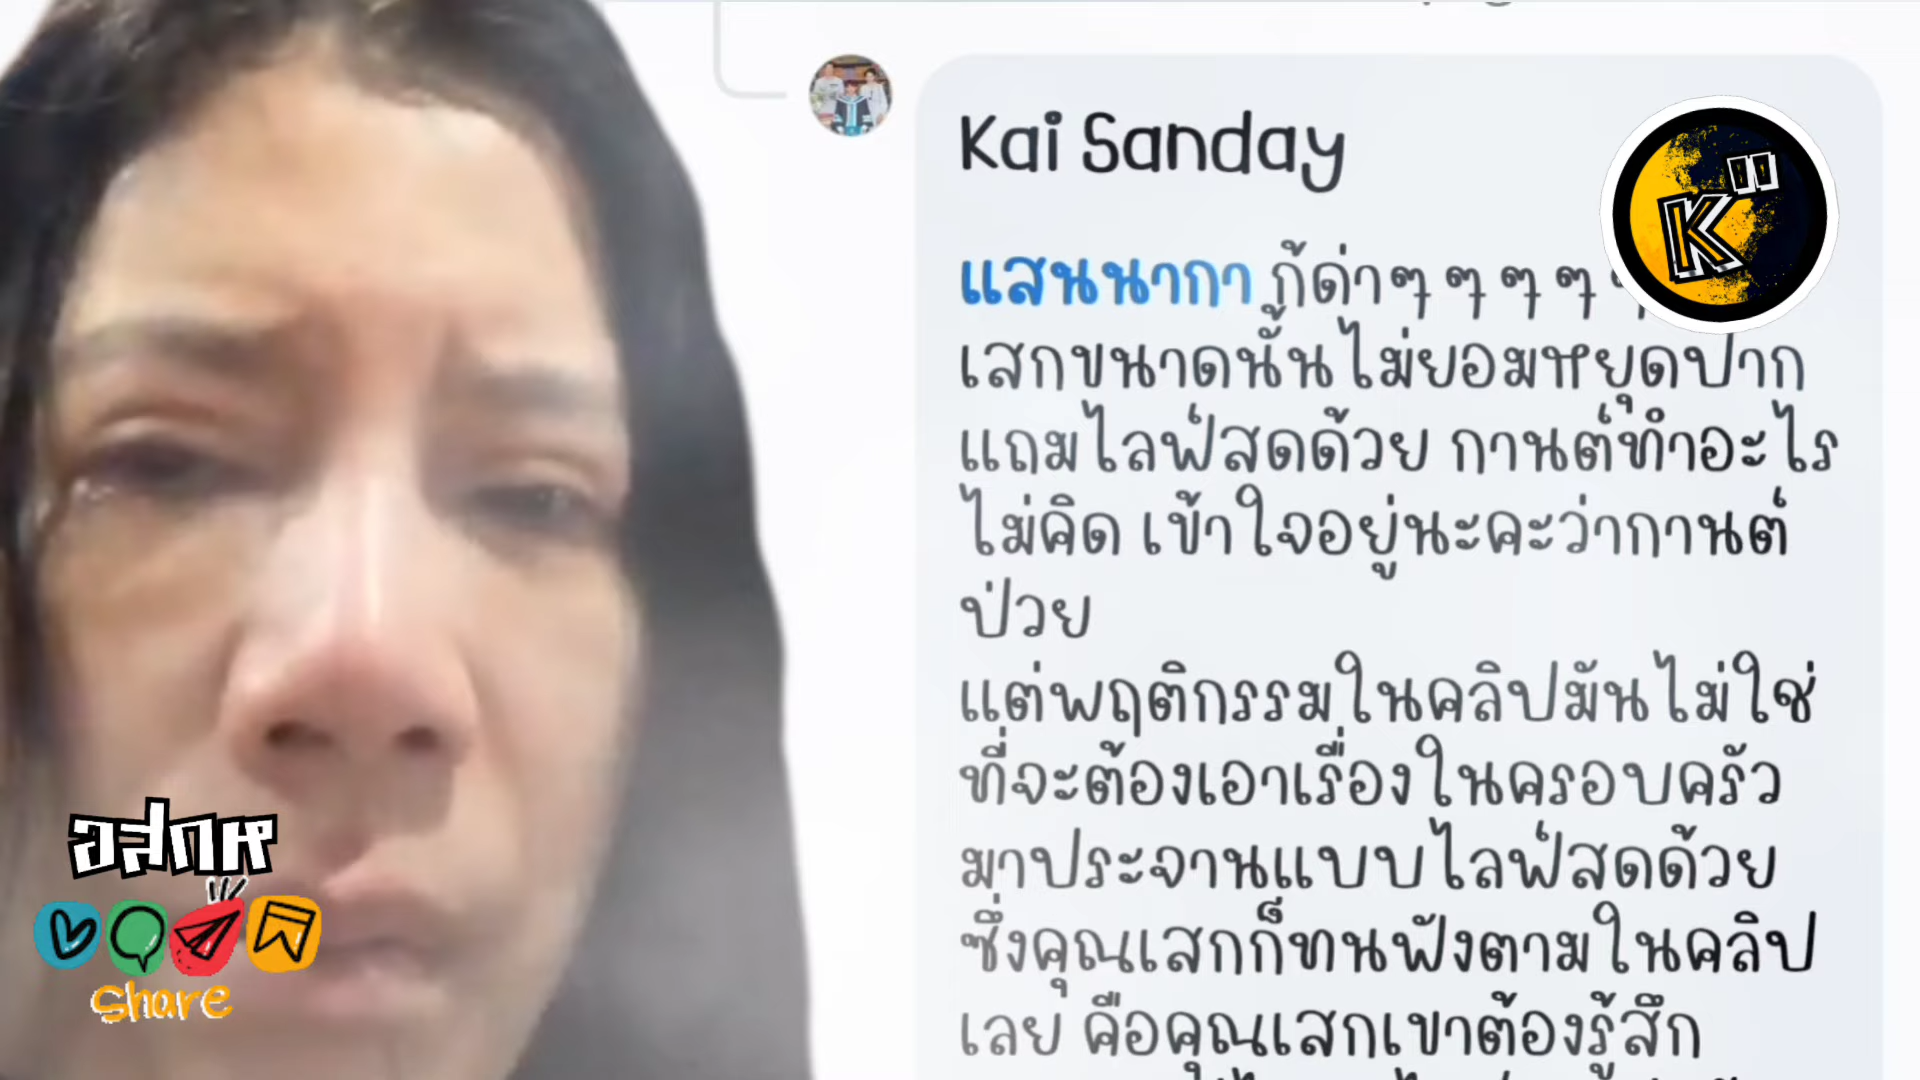 Kai Sanday
K"
แสนนากา ก้ด่าๆ ๆ ๆ ๆ
เสกขนาดนั้นไม่ยอมหยุดปาก
แถมไลฟ์สดด้วย กานต์ทำอะไร
ไม่คิด เข้าใจอยู่นะคะว่ากานต์
ป่วย
แต่พฤติกรรมในคลิปมันไม่ใช่
ที่จะต้องเอาเรื่องในครอบครัว
มาประจานแบบไลฟ์สดด้วย
ซึ่งคุณเสกก็ทนฟังตามในคลิป
เลย คือคุณเสกเขาต้องรู้สึก
อสกห
Share